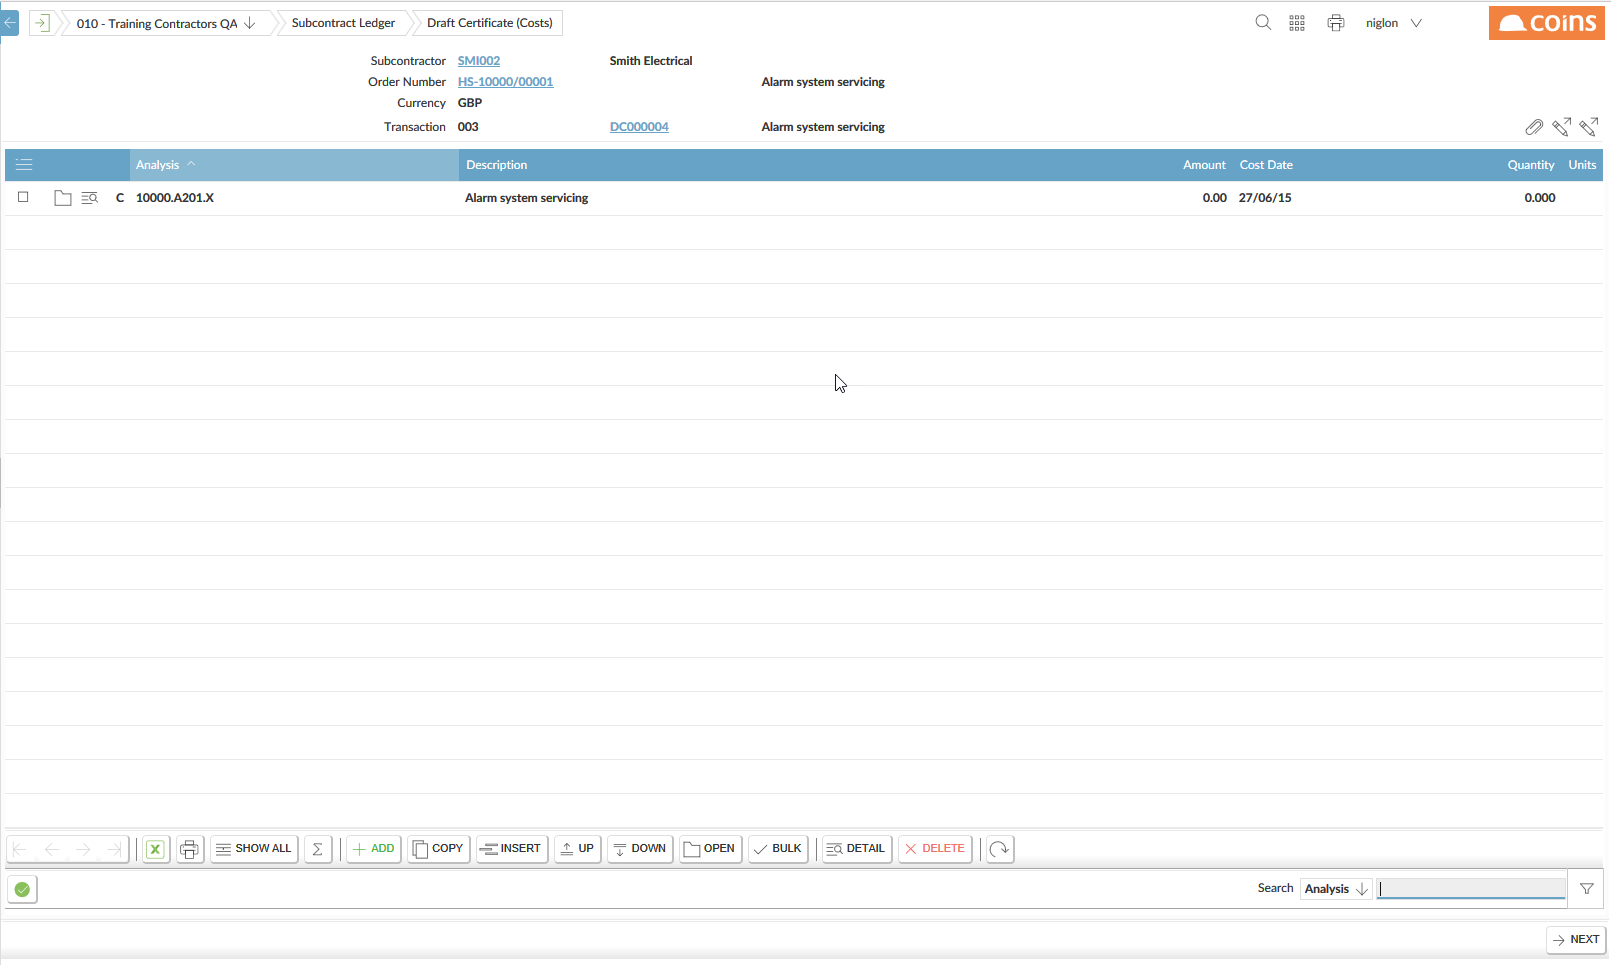 010 - Training Contractors QA
Subcontract Ledger
Draft Certificate (Costs)
niglon
coins
Subcontractor SMI002 Smith Electrical
Order Number HS-10000/00001 Alarm system servicing
Currency GBP
Transaction 003 DC000004 Alarm system servicing
Analysis Description Amount Cost Date Quantity Units
C 10000.A201.X Alarm system servicing 0.00 27/06/15 0.000
SHOW ALL Σ ADD COPY INSERT UP DOWN OPEN BULK DETAIL DELETE
Search Analysis
NEXT